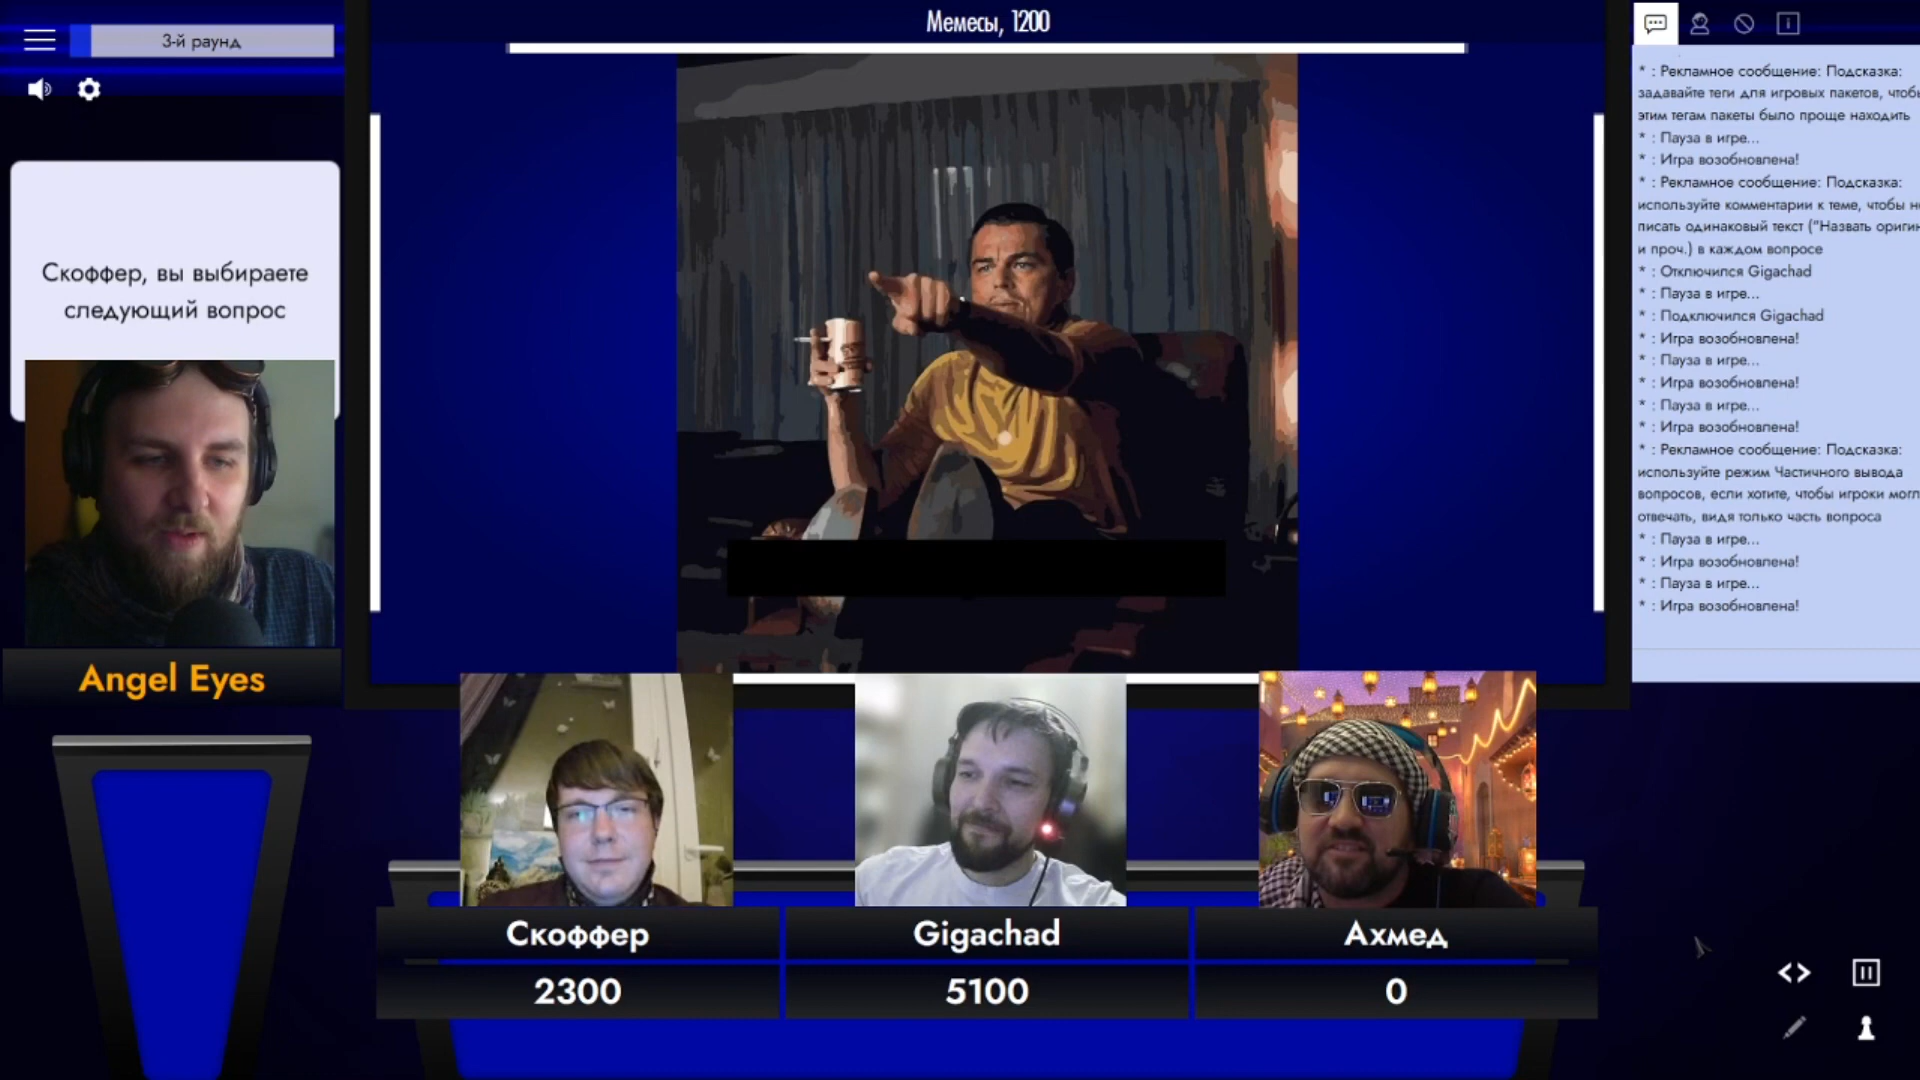 3-й раунд
Мемесы, 1200
Скоффер, вы выбираете
следующий вопрос
Angel Eyes
* : Рекламное сообщение: Подсказка:
задавайте теги для игровых пакетов, чтобы
этим тегам пакеты было проще находить
* : Пауза в игре...
* : Игра возобновлена!
* : Рекламное сообщение: Подсказка:
используйте комментарии к теме, чтобы не
писать одинаковый текст ("Назвать
и проч.) в каждом вопросе
* : Отключился Gigachad
* : Пауза в игре...
* : Подключился Gigachad
* : Игра возобновлена!
* : Пауза в игре...
* : Игра возобновлена!
* : Пауза в игре...
* : Игра возобновлена!
* : Рекламное сообщение: Подсказка:
используйте режим Частичного вывода
вопросов, если хотите, чтобы игроки могл
отвечать, видя только часть вопроса
* : Пауза в игре...
* : Игра возобновлена!
* : Пауза в игре...
* : Игра возобновлена!
Скоффер
Gigachad
Ахмед
2300
5100
0